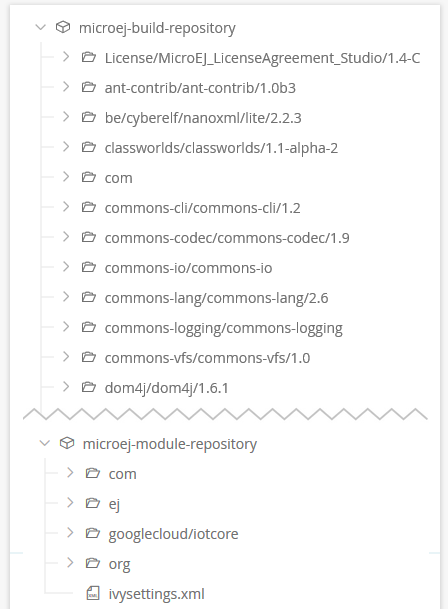 microej-build-repository
License/MicroEJ_LicenseAgreement_Studio/1.4-C
ant-contrib/ant-contrib/1.0b3
be/cyberelf/nanoxml/lite/2.2.3
classworlds/classworlds/1.1-alpha-2
com
commons-cli/commons-cli/1.2
commons-codec/commons-codec/1.9
commons-io/commons-io
commons-lang/commons-lang/2.6
commons-logging/commons-logging
commons-vfs/commons-vfs/1.0
dom4j/dom4j/1.6.1
microej-module-repository
com
ej
googlecloud/iotcore
org
ivysettings.xml